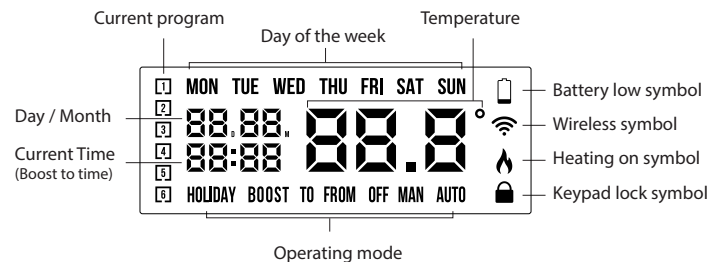 Current program
Temperature
Day of the week
1 MON TUE WED THU FRI SAT SUN
Battery low symbol
2
Day / Month
88D 88M
88.8°
3
Wireless symbol
Current Time
(Boost to time)
88:88
4
Heating on symbol
5
6 HOLIDAY BOOST TO FROM OFF MAN AUTO
Keypad lock symbol
Operating mode